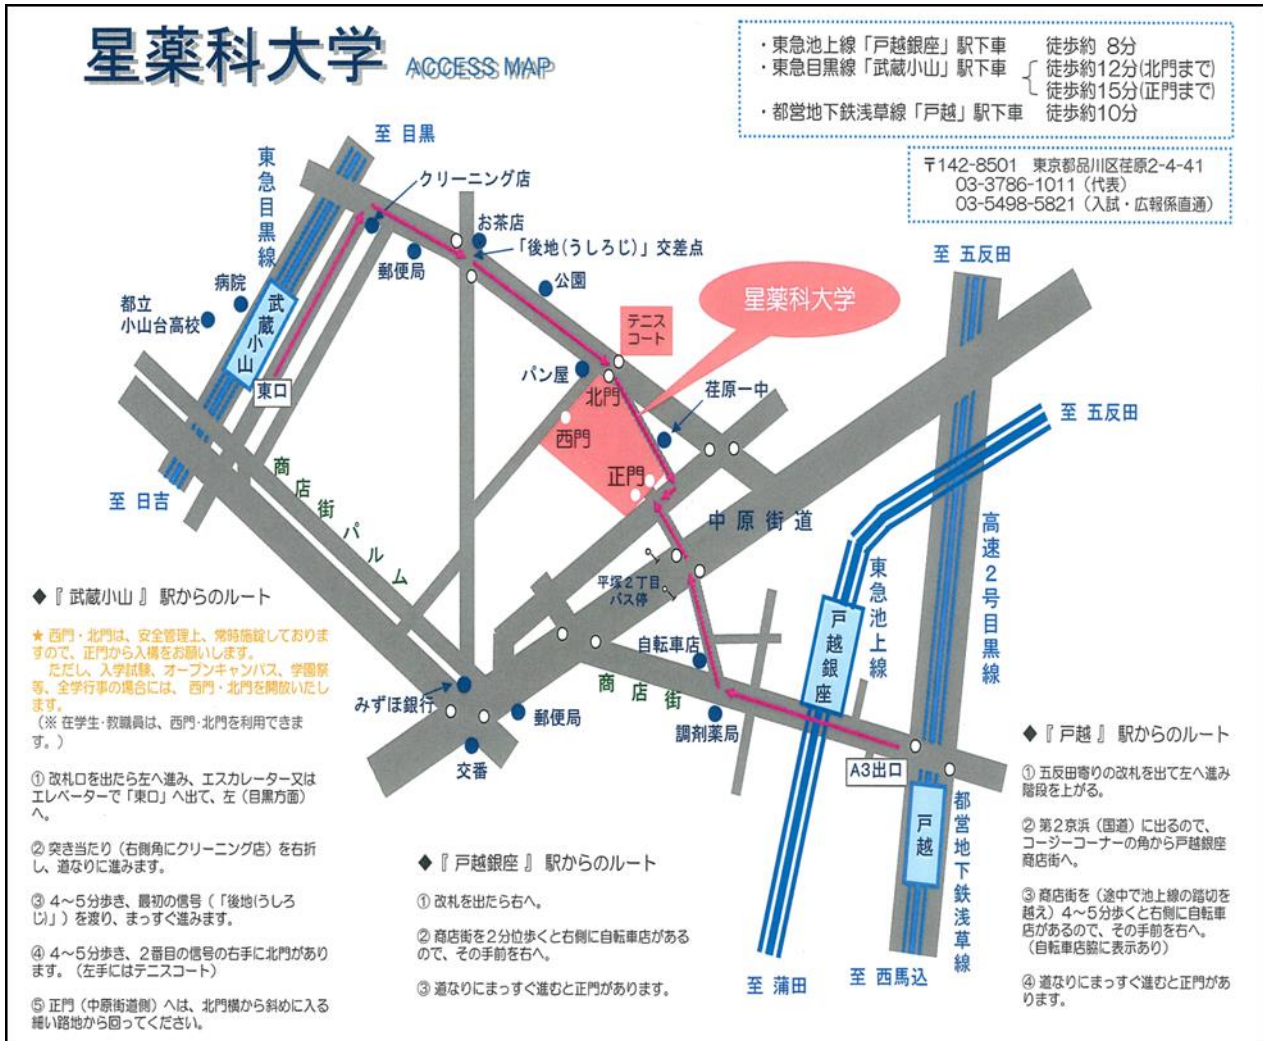 星薬科大学 ACCESS MAP
・東急池上線「戸越銀座」駅下車 徒歩約 8分
・東急目黒線「武蔵小山」駅下車 徒歩約12分(北門まで)
徒歩約15分(正門まで)
・都営地下鉄浅草線「戸越」駅下車 徒歩約10分
〒142-8501 東京都品川区荏原2-4-41
03-3786-1011（代表）
03-5498-5821（入試・広報係直通）
至 目黒
東急目黒線
クリーニング店
お茶店
「後地(うしろじ)」交差点
郵便局
公園
病院
都立
小山台高校
武蔵小山
東口
至 日吉
商店街パルム
テニス
コート
星薬科大学
パン屋
北門
西門
正門
荏原一中
至 五反田
至 五反田
中原街道
高速2号目黒線
東急池上線
平塚2丁目
バス停
自転車店
戸越銀座
商店街
みずほ銀行
郵便局
交番
調剤薬局
A3出口
戸越
都営地下鉄浅草線
至 蒲田
至 西馬込
◆『 武蔵小山 』 駅からのルート
★ 西門・北門は、安全管理上、常時施錠しておりま
すので、正門から入構をお願いします。
ただし、入学試験、オープンキャンパス、学園祭
等、全学行事の場合には、 西門・北門を開放いたし
ます。
（※ 在学生・教職員は、西門・北門を利用できま
す。）
① 改札口を出たら左へ進み、エスカレーター又は
エレベーターで「東口」へ出て、左（目黒方面）
へ。
② 突き当たり（右側角にクリーニング店）を右折
し、道なりに進みます。
③ 4～5分歩き、最初の信号（「後地(うしろ
じ)」）を渡り、まっすぐ進みます。
④ 4～5分歩き、2番目の信号の右手に北門があり
ます。（左手にはテニスコート）
⑤ 正門（中原街道側）へは、北門横から斜めに入る
細い路地から回ってください。
◆『 戸越銀座 』 駅からのルート
① 改札を出たら右へ。
② 商店街を2分位歩くと右側に自転車店がある
ので、その手前を右へ。
③ 道なりにまっすぐ進むと正門があります。
◆『 戸越 』 駅からのルート
① 五反田寄りの改札を出て左へ進み
階段を上がる。
② 第2京浜（国道）に出るので、
コージーコーナーの角から戸越銀座
商店街へ。
③ 商店街を（途中で池上線の踏切を
越え）4～5分歩くと右側に自転車
店があるので、その手前を右へ。
（自転車店脇に表示あり）
④ 道なりにまっすぐ進むと正門があ
ります。